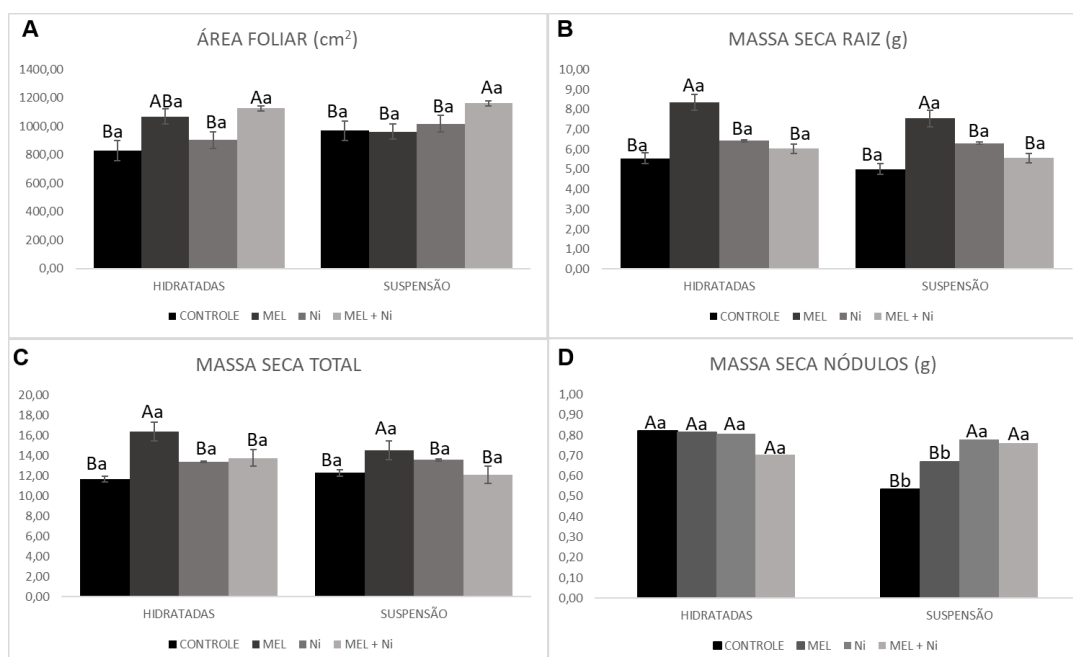 A
ÁREA FOLIAR (cm²)
1400,00
1200,00
1000,00
800,00
600,00
400,00
200,00
0,00
Ba ABa Ba Aa Ba Ba Ba Aa
HIDRATADAS SUSPENSÃO
CONTROLE MEL Ni MEL + Ni
B
MASSA SECA RAIZ (g)
10,00
9,00
8,00
7,00
6,00
5,00
4,00
3,00
2,00
1,00
0,00
Ba Aa Ba Ba Ba Aa Ba Ba
HIDRATADAS SUSPENSÃO
CONTROLE MEL Ni MEL + Ni
C
MASSA SECA TOTAL
20,00
18,00
16,00
14,00
12,00
10,00
8,00
6,00
4,00
2,00
0,00
Ba Aa Ba Ba Ba Aa Ba Ba
HIDRATADAS SUSPENSÃO
CONTROLE MEL Ni MEL + Ni
D
MASSA SECA NÓDULOS (g)
1,00
0,90
0,80
0,70
0,60
0,50
0,40
0,30
0,20
0,10
0,00
Aa Aa Aa Aa Bb Bb Aa Aa
HIDRATADAS SUSPENSÃO
CONTROLE MEL Ni MEL + Ni